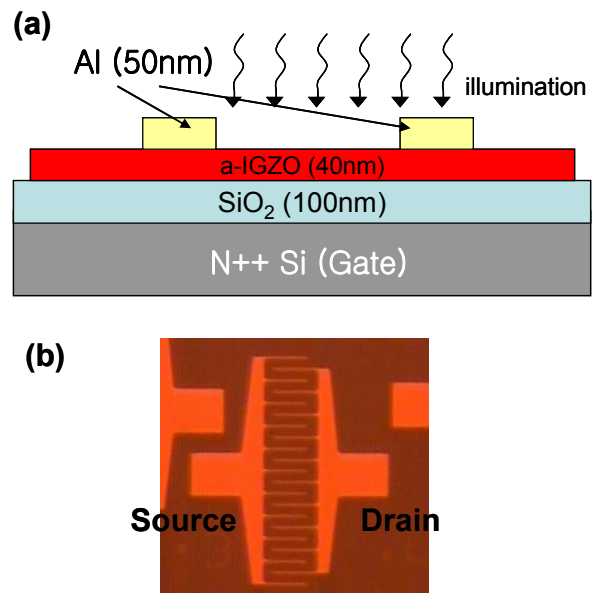 (a)
Al (50nm)
illumination
a-IGZO (40nm)
SiO₂ (100nm)
N++ Si (Gate)
(b)
Source
Drain